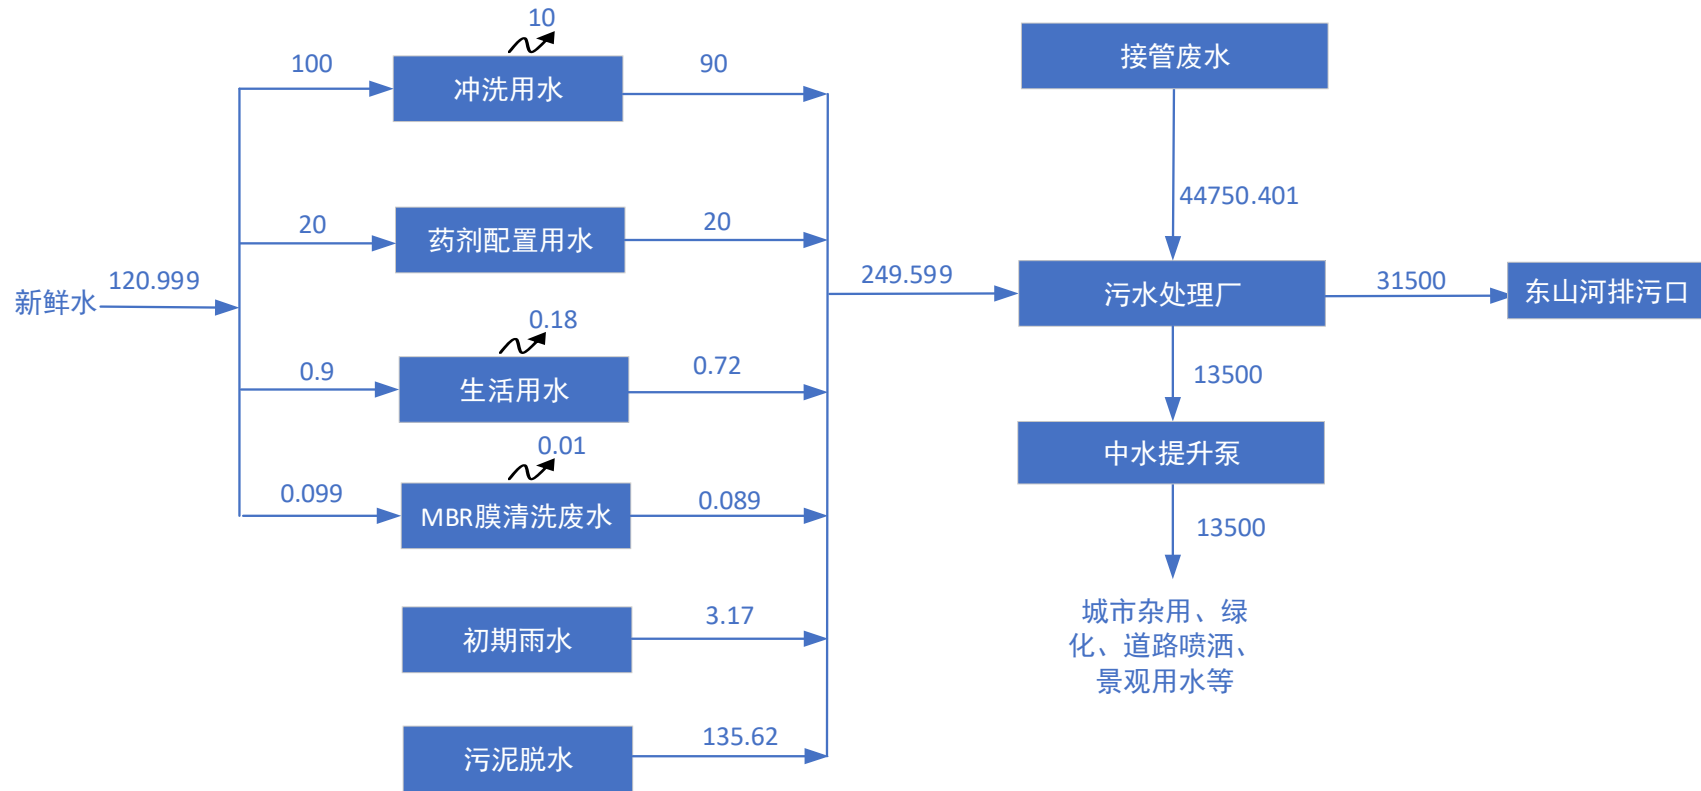 10
100
冲洗用水
90
接管废水
44750.401
20
药剂配置用水
20
新鲜水
120.999
249.599
污水处理厂
31500
东山河排污口
0.18
0.9
生活用水
0.72
13500
中水提升泵
0.01
0.099
MBR膜清洗废水
0.089
13500
初期雨水
3.17
城市杂用、绿
化、道路喷洒、
景观用水等
污泥脱水
135.62